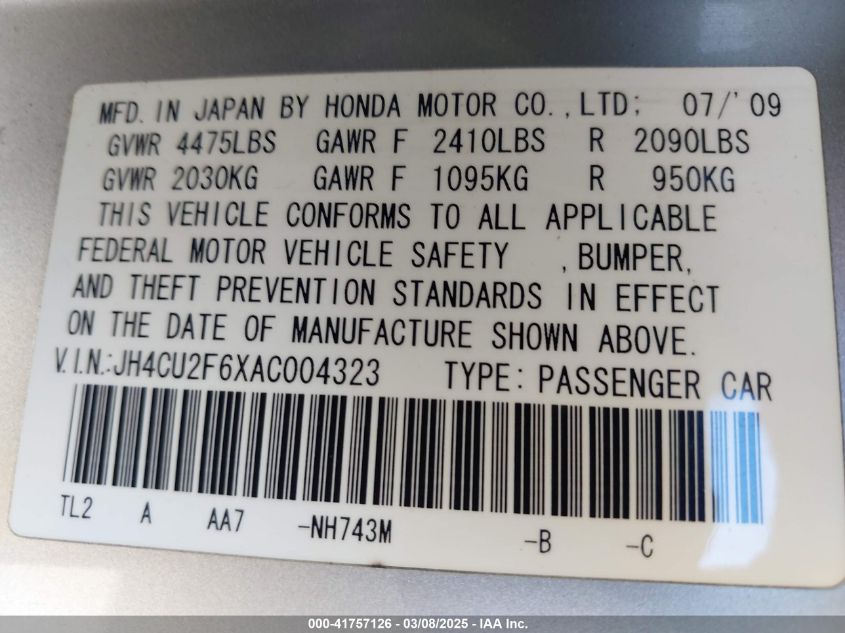 MFD. IN JAPAN BY HONDA MOTOR CO.,LTD; 07/'09
GVWR 4475LBS GAWR F 2410LBS R 2090LBS
GVWR 2030KG GAWR F 1095KG R 950KG
THIS VEHICLE CONFORMS TO ALL APPLICABLE
FEDERAL MOTOR VEHICLE SAFETY ,BUMPER,
AND THEFT PREVENTION STANDARDS IN EFFECT
ON THE DATE OF MANUFACTURE SHOWN ABOVE.
V.I.N.:JH4CU2F6XAC004323 TYPE: PASSENGER CAR
TL2 A AA7 -NH743M -B -C
000-41757126 - 03/08/2025 - IAA Inc.